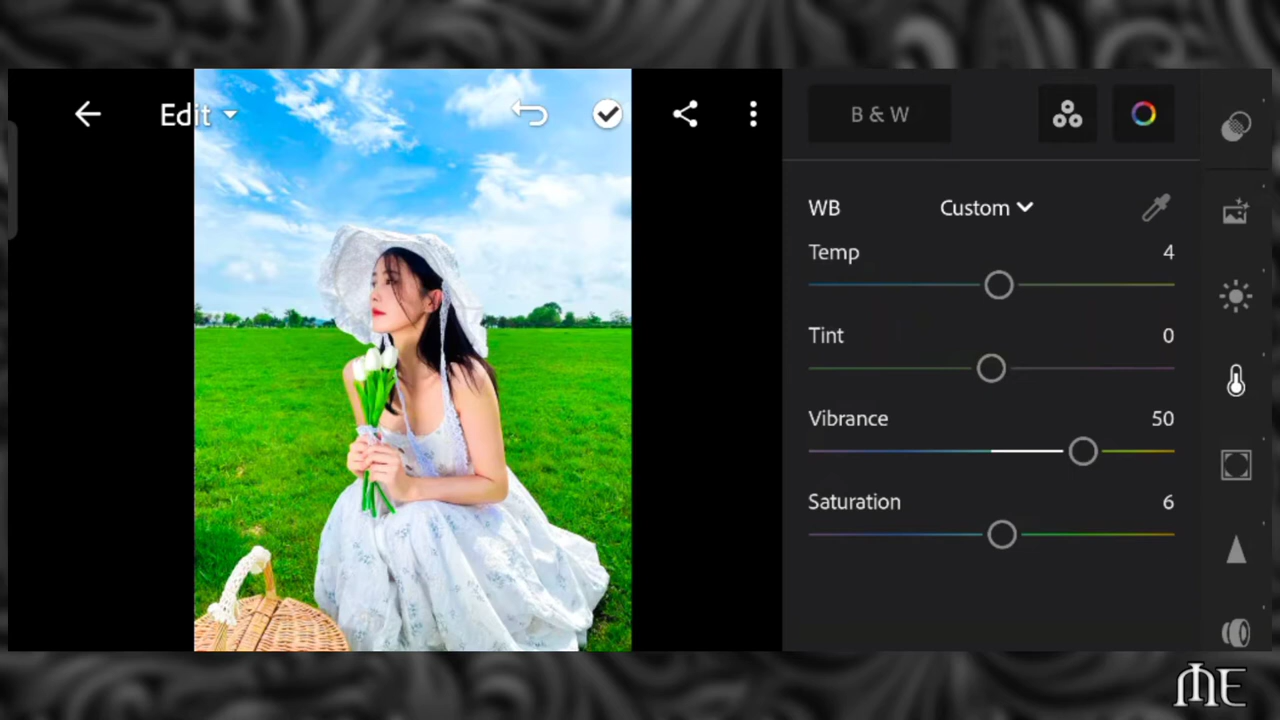 Edit
B & W
WB Custom
Temp 4
Tint 0
Vibrance 50
Saturation 6
ME